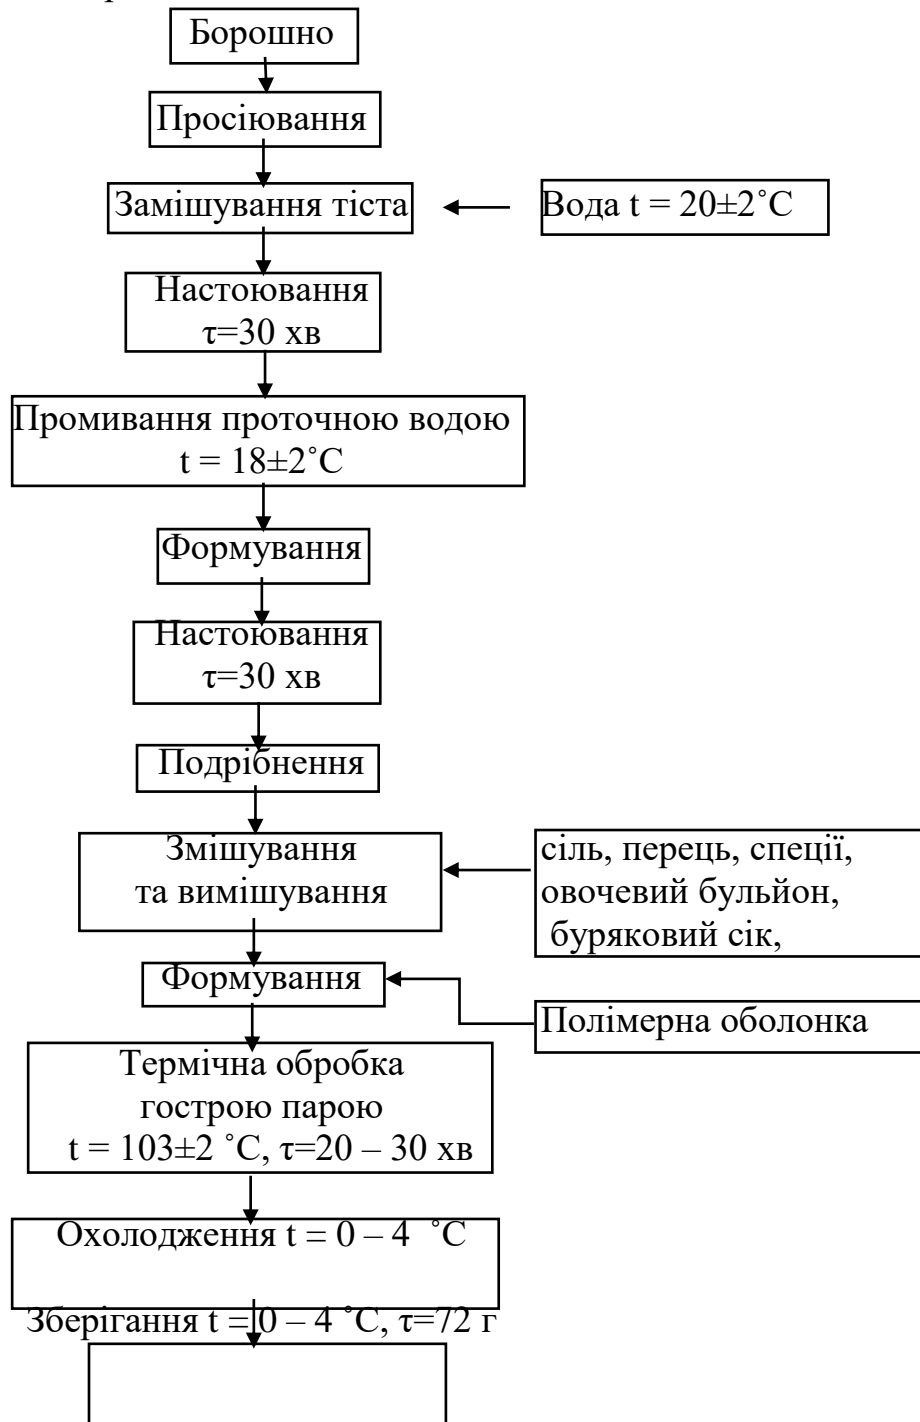 Борошно
Просіювання
Замішування тіста
Вода t = 20±2˚С
Настоювання
τ=30 хв
Промивання проточною водою
t = 18±2˚С
Формування
Настоювання
τ=30 хв
Подрібнення
Змішування
та вимішування
сіль, перець, спеції,
овочевий бульйон,
буряковий сік,
Формування
Полімерна оболонка
Термічна обробка
гострою парою
t = 103±2 ˚С, τ=20 – 30 хв
Охолодження t = 0 – 4 ˚С
Зберігання t = 0 – 4 ˚С, τ=72 г